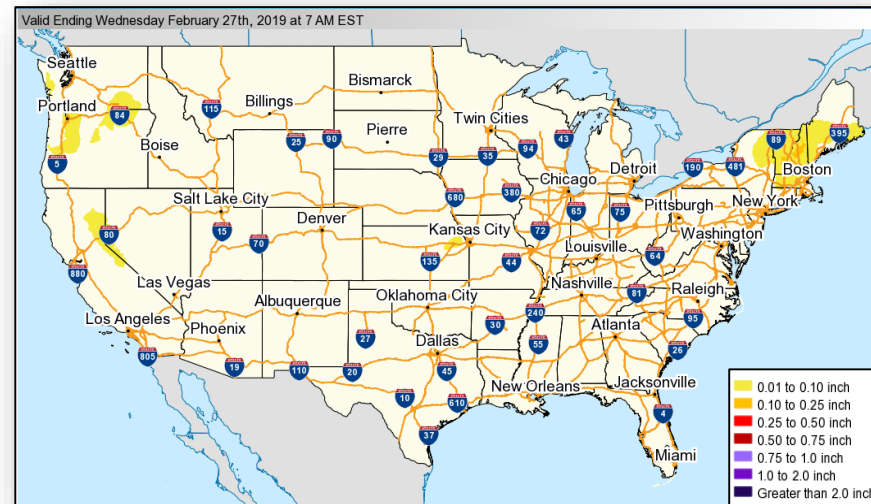 Valid Ending Wednesday February 27th, 2019 at 7 AM EST
Seattle
Bismarck
Portland
84
115
Billings
Twin Cities
89
395
5
Boise
25
90
Pierre
29
35
94
43
190
481
Boston
Detroit
Chicago
Salt Lake City
680
380
65
75
Pittsburgh
New York
80
15
70
Denver
Kansas City
72
Louisville
Washington
880
135
44
64
Las Vegas
Albuquerque
Oklahoma City
Nashville
81
Raleigh
Los Angeles
Phoenix
27
30
240
55
Atlanta
95
805
19
110
20
Dallas
45
26
10
610
New Orleans
Jacksonville
37
4
Miami
0.01 to 0.10 inch
0.10 to 0.25 inch
0.25 to 0.50 inch
0.50 to 0.75 inch
0.75 to 1.0 inch
1.0 to 2.0 inch
Greater than 2.0 inch